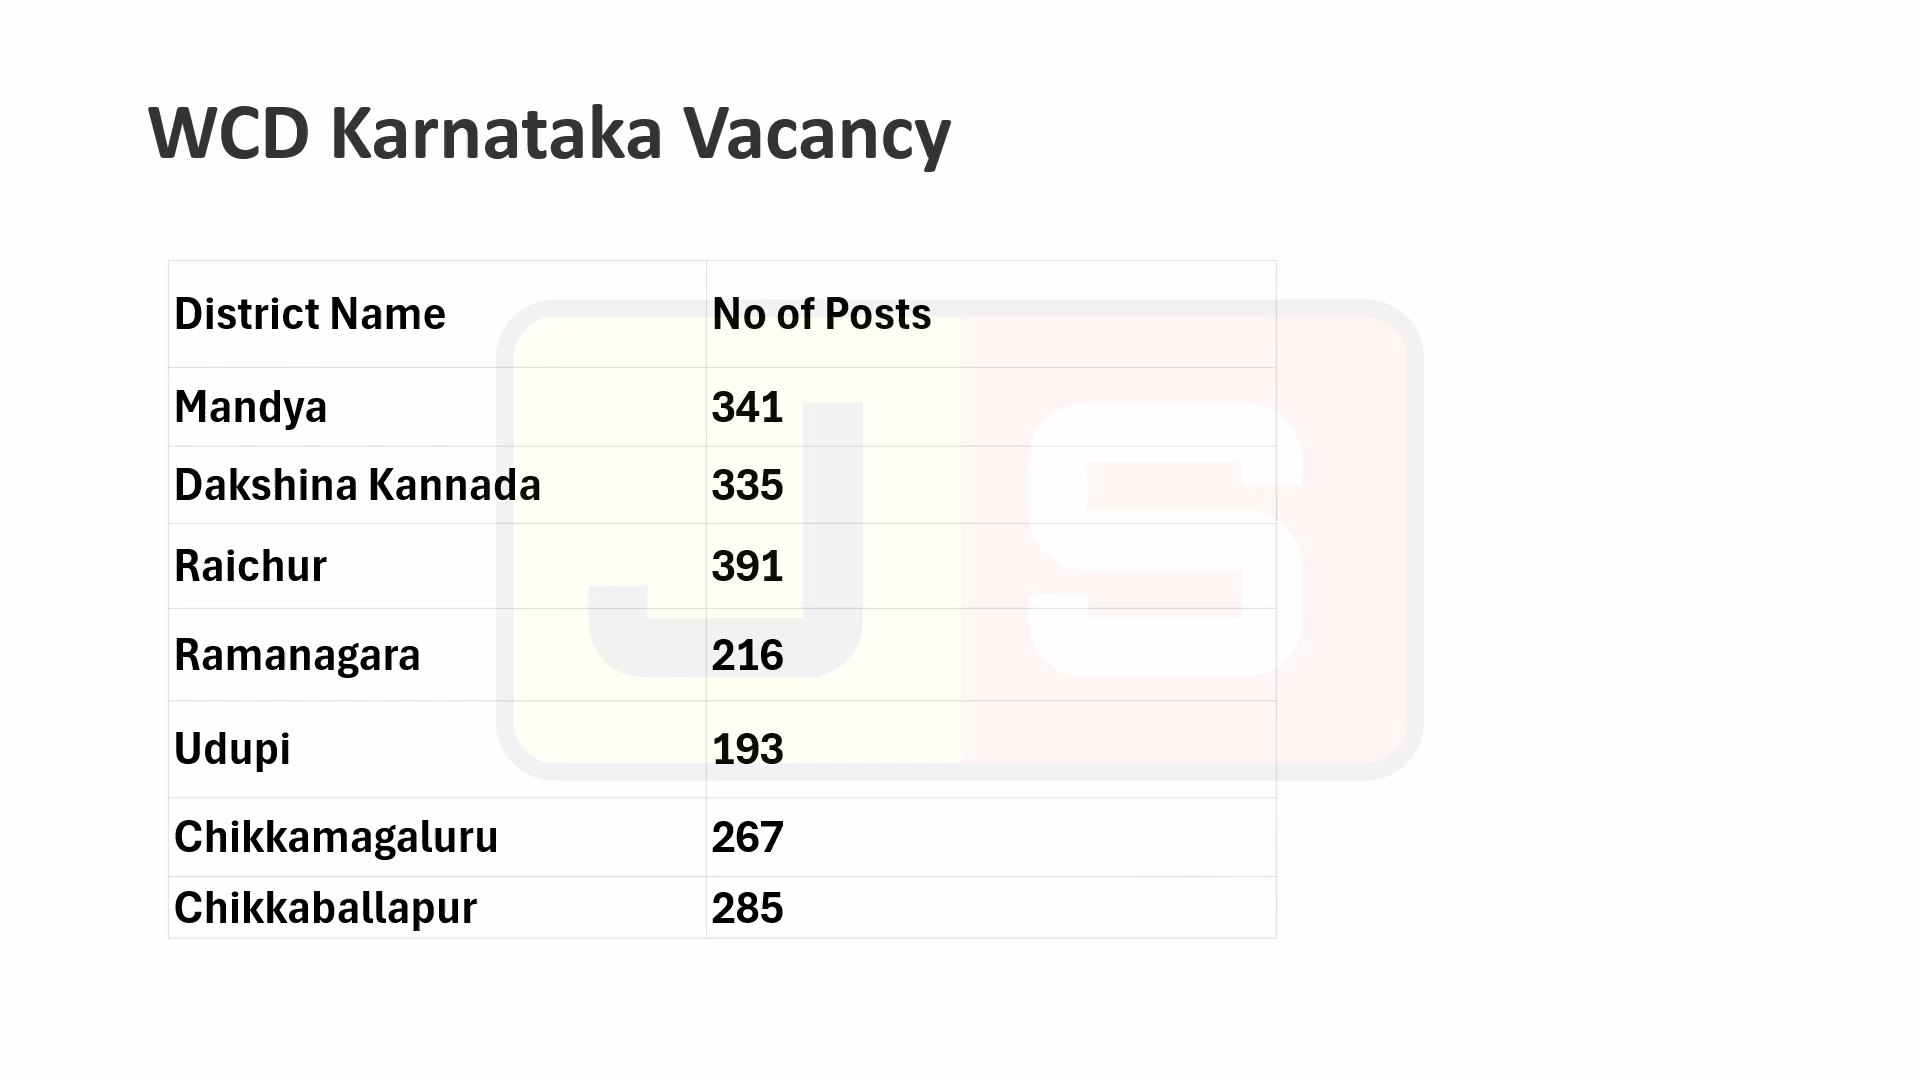 WCD Karnataka Vacancy
District Name No of Posts
Mandya 341
Dakshina Kannada 335
Raichur 391
Ramanagara 216
Udupi 193
Chikkamagaluru 267
Chikkaballapur 285
JS